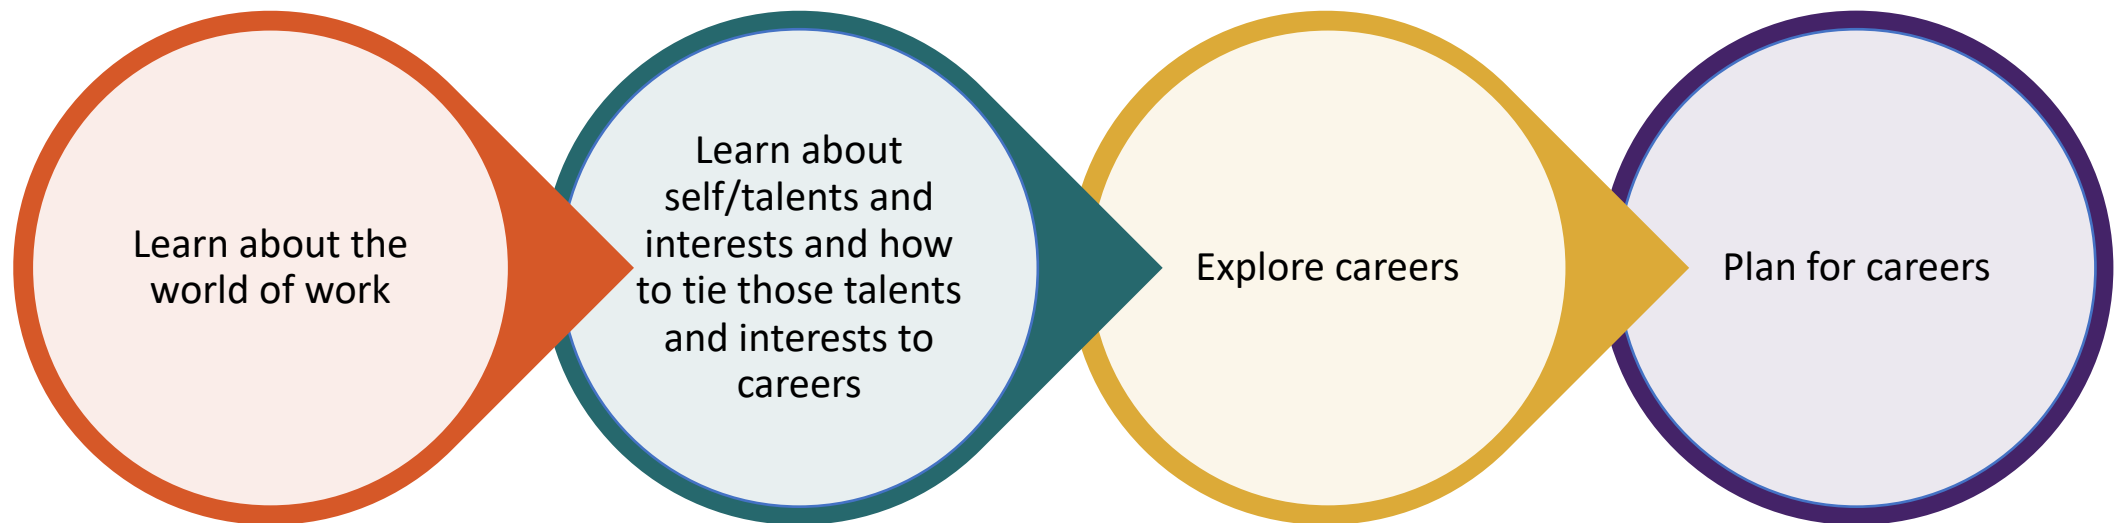 Learn about the
world of work
Learn about
self/talents and
interests and how
to tie those talents
and interests to
careers
Explore careers
Plan for careers